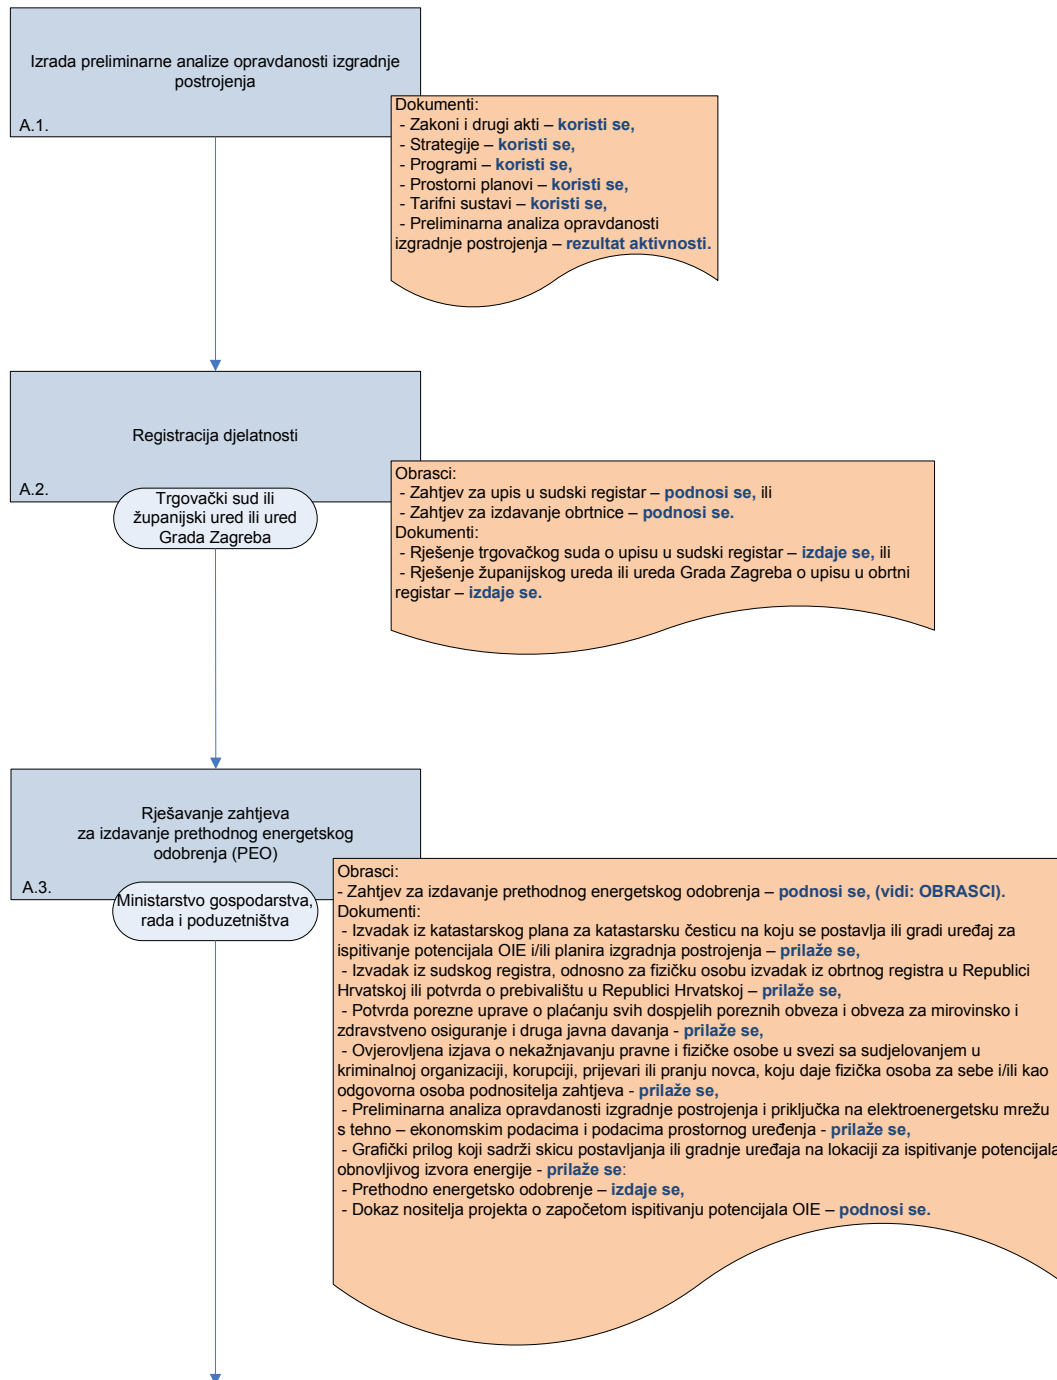 Izrada preliminarne analize opravdanosti izgradnje
postrojenja
A.1.
Dokumenti:
- Zakoni i drugi akti – koristi se,
- Strategije – koristi se,
- Programi – koristi se,
- Prostorni planovi – koristi se,
- Tarifni sustavi – koristi se,
- Preliminarna analiza opravdanosti
izgradnje postrojenja – rezultat aktivnosti.
Registracija djelatnosti
A.2.
Trgovački sud ili
županijski ured ili ured
Grada Zagreba
Obrasci:
- Zahtjev za upis u sudski registar – podnosi se, ili
- Zahtjev za izdavanje obrtnice – podnosi se.
Dokumenti:
- Rješenje trgovačkog suda o upisu u sudski registar – izdaje se, ili
- Rješenje županijskog ureda ili ureda Grada Zagreba o upisu u obrtni
registar – izdaje se.
Rješavanje zahtjeva
za izdavanje prethodnog energetskog
odobrenja (PEO)
A.3.
Ministarstvo gospodarstva,
rada i poduzetništva
Obrasci:
- Zahtjev za izdavanje prethodnog energetskog odobrenja – podnosi se, (vidi: OBRASCI).
Dokumenti:
- Izvadak iz katastarskog plana za katastarsku česticu na koju se postavlja ili gradi uređaj za
ispitivanje potencijala OIE i/ili planira izgradnja postrojenja – prilaže se,
- Izvadak iz sudskog registra, odnosno za fizičku osobu izvadak iz obrtnog registra u Republici
Hrvatskoj ili potvrda o prebivalištu u Republici Hrvatskoj – prilaže se,
- Potvrda porezne uprave o plaćanju svih dospjelih poreznih obveza i obveza za mirovinsko i
zdravstveno osiguranje i druga javna davanja - prilaže se,
- Ovjerovljena izjava o nekažnjavanju pravne i fizičke osobe u svezi sa sudjelovanjem u
kriminalnoj organizaciji, korupciji, prijevari ili pranju novca, koju daje fizička osoba za sebe i/ili kao
odgovorna osoba podnositelja zahtjeva - prilaže se,
- Preliminarna analiza opravdanosti izgradnje postrojenja i priključka na elektroenergetsku mrežu
s tehno – ekonomskim podacima i podacima prostornog uređenja - prilaže se,
- Grafički prilog koji sadrži skicu postavljanja ili gradnje uređaja na lokaciji za ispitivanje potencijala
obnovljivog izvora energije - prilaže se:
- Prethodno energetsko odobrenje – izdaje se,
- Dokaz nositelja projekta o započetom ispitivanju potencijala OIE – podnosi se.